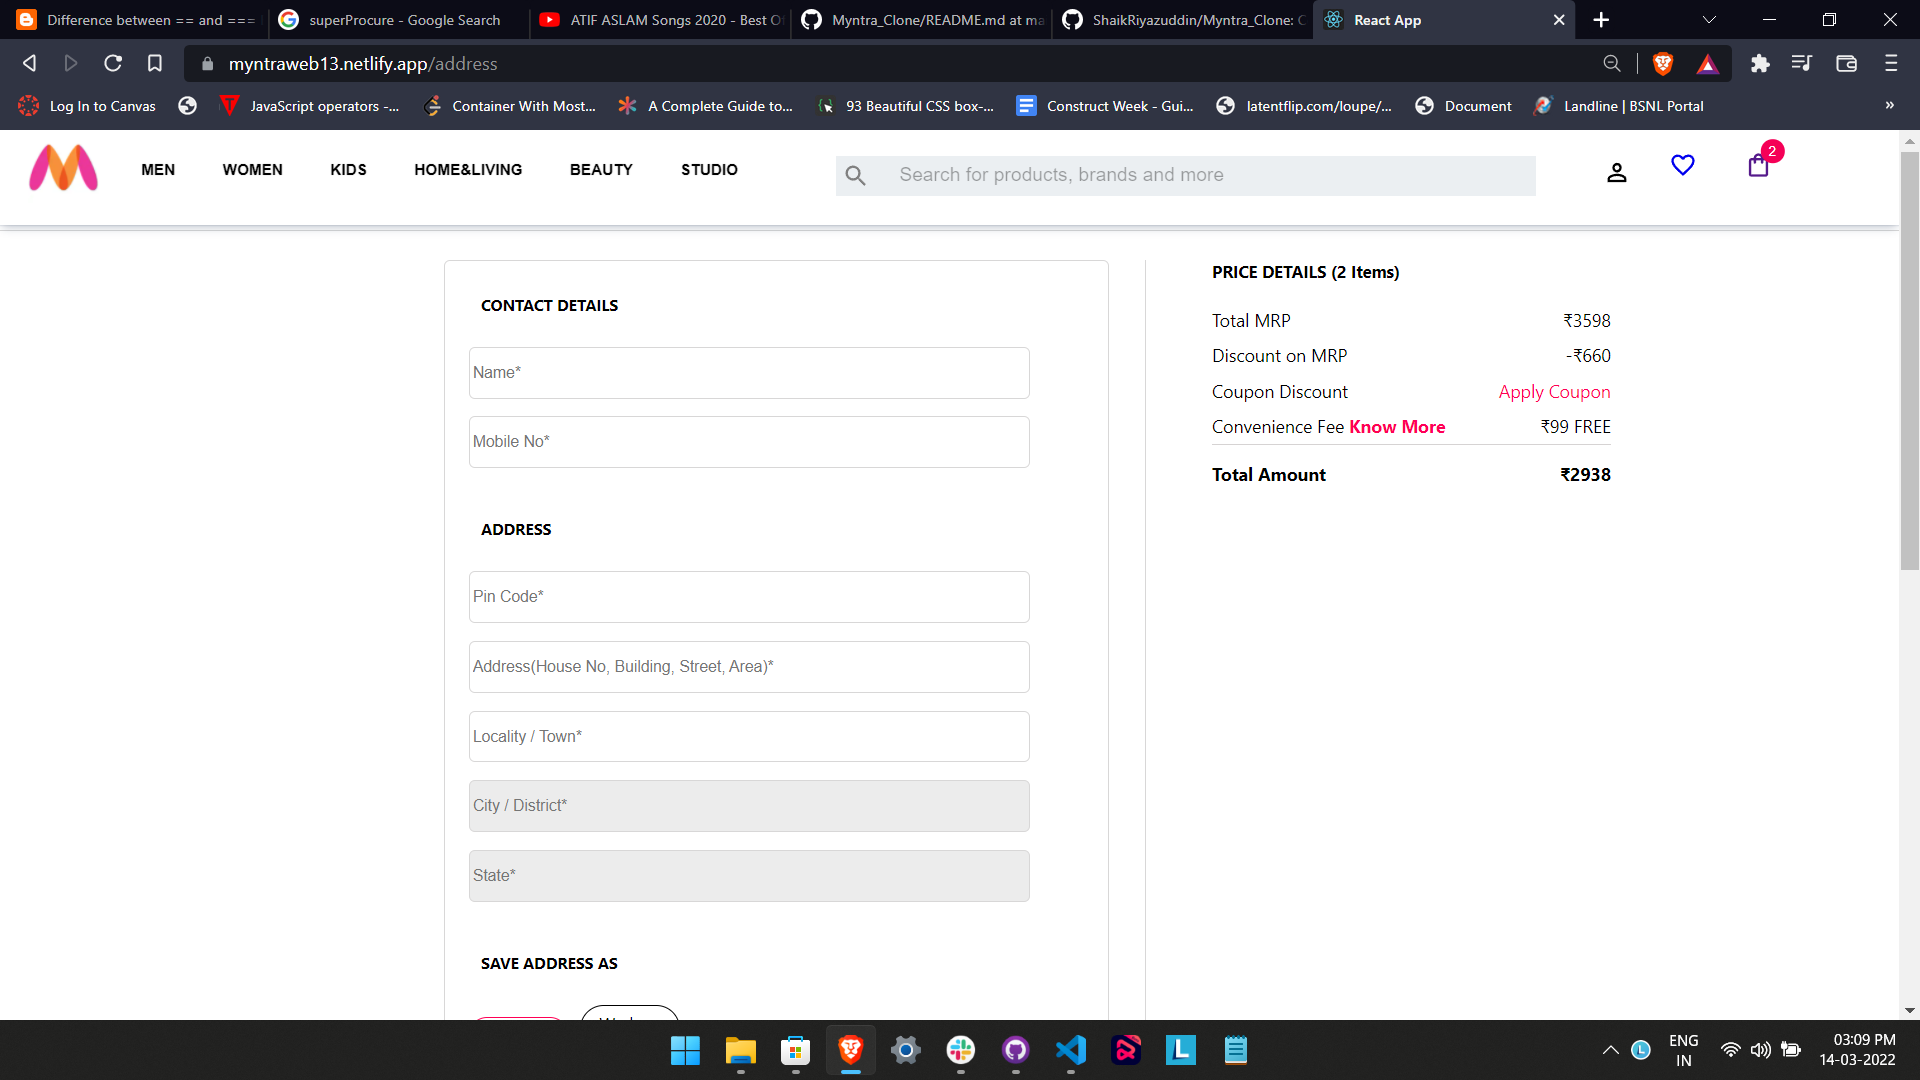 Difference between == and ===
superProcure - Google Search
ATIF ASLAM Songs 2020 - Best O
Myntra_Clone/README.md at ma
ShaikRiyazuddin/Myntra_Clone: C
React App
myntraweb13.netlify.app/address
Log In to Canvas
JavaScript operators -...
Container With Most...
A Complete Guide to...
93 Beautiful CSS box-...
Construct Week - Gui...
latentflip.com/loupe/...
Document
Landline | BSNL Portal
»
MEN
WOMEN
KIDS
HOME&LIVING
BEAUTY
STUDIO
Search for products, brands and more
2
CONTACT DETAILS
Name*
Mobile No*
ADDRESS
Pin Code*
Address(House No, Building, Street, Area)*
Locality / Town*
City / District*
State*
SAVE ADDRESS AS
PRICE DETAILS (2 Items)
Total MRP ₹3598
Discount on MRP -₹660
Coupon Discount Apply Coupon
Convenience Fee Know More ₹99 FREE
Total Amount ₹2938
ENG
IN
03:09 PM
14-03-2022